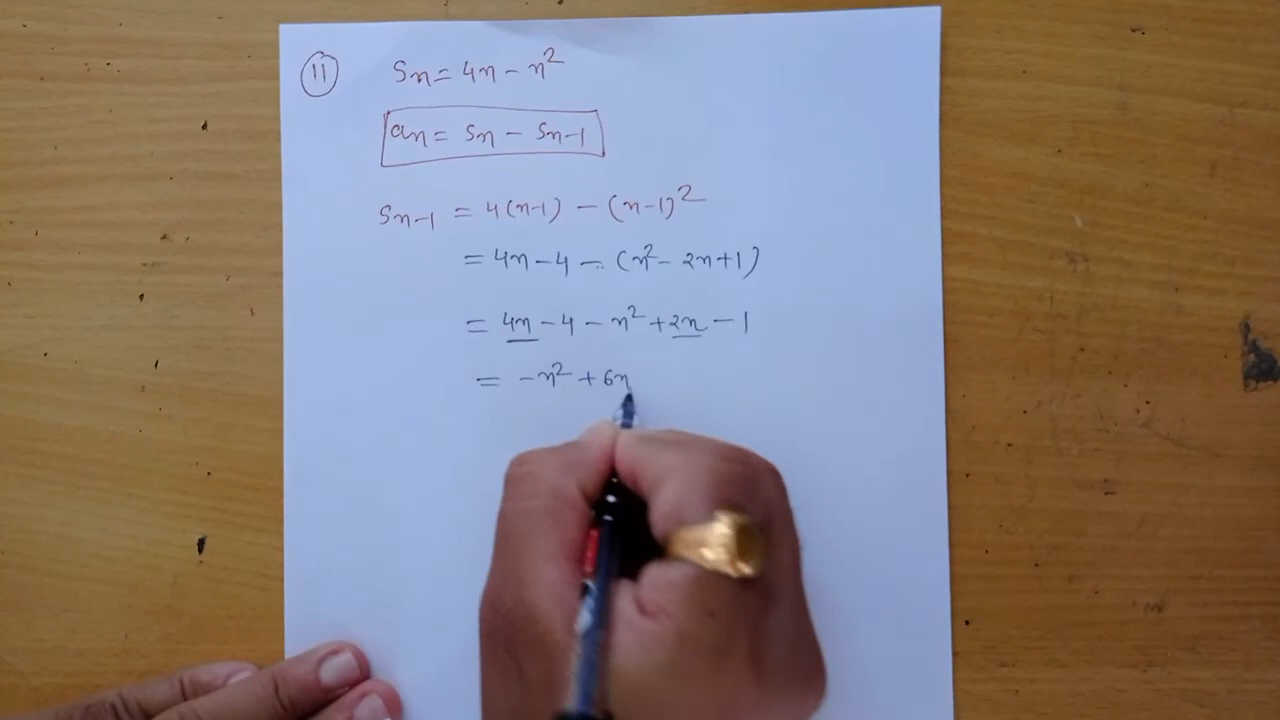 11 Sn = 4n - n²
an = Sn - Sn-1
Sn-1 = 4(n-1) - (n-1)²
= 4n - 4 - (n² - 2n + 1)
= 4n - 4 - n² + 2n - 1
= -n² + 6n